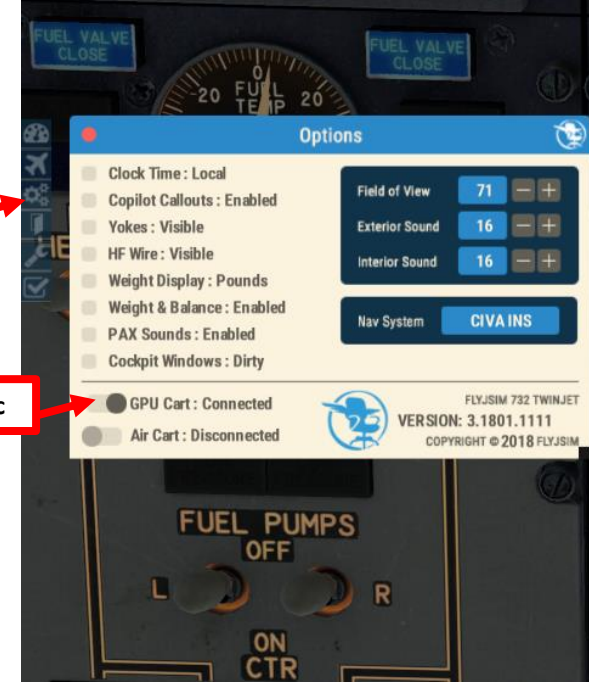 FUEL VALVE
CLOSE
FUEL VALVE
CLOSE
0
20 FUEL 20
TEMP
Options
Clock Time : Local
Copilot Callouts : Enabled
Yokes : Visible
HF Wire : Visible
Weight Display : Pounds
Weight & Balance : Enabled
PAX Sounds : Enabled
Cockpit Windows : Dirty
Field of View 71 − +
Exterior Sound 16 − +
Interior Sound 16 − +
Nav System CIVA INS
c
GPU Cart : Connected
Air Cart : Disconnected
FLYJSIM 732 TWINJET
VERSION: 3.1801.1111
COPYRIGHT © 2018 FLYJSIM
FUEL PUMPS
OFF
L R
ON
CTR